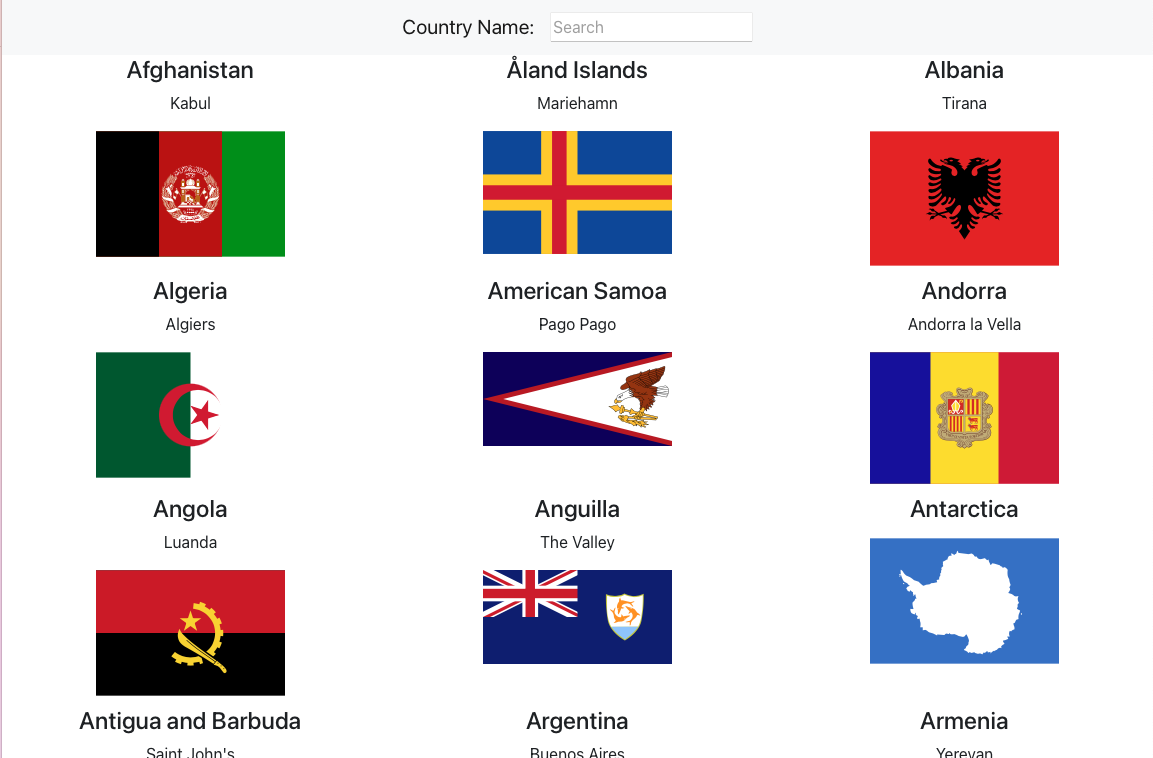 Country Name: Search
Afghanistan Åland Islands Albania
Kabul Mariehamn Tirana
Algeria American Samoa Andorra
Algiers Pago Pago Andorra la Vella
Angola Anguilla Antarctica
Luanda The Valley
Antigua and Barbuda Argentina Armenia
Saint John's Buenos Aires Yerevan